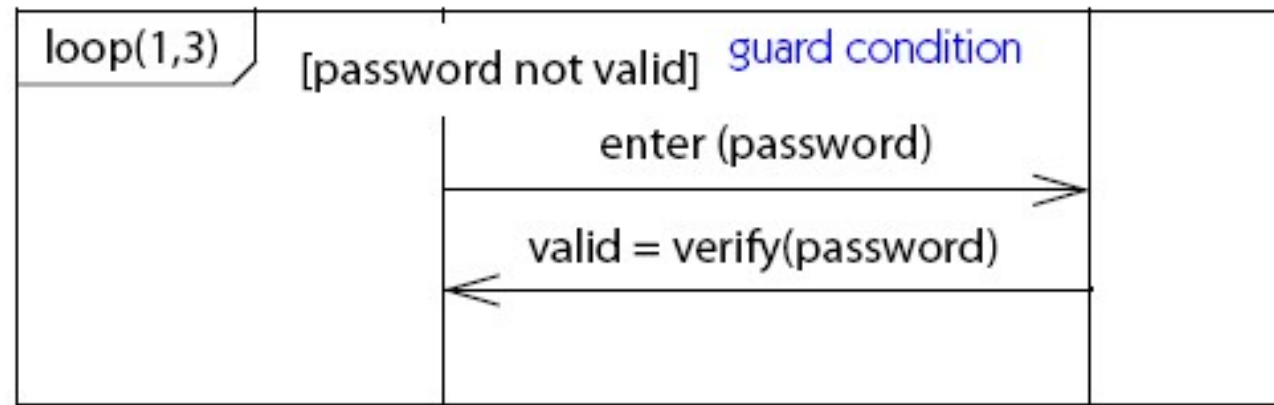 loop(1,3)
[password not valid] guard condition
enter (password)
valid = verify(password)